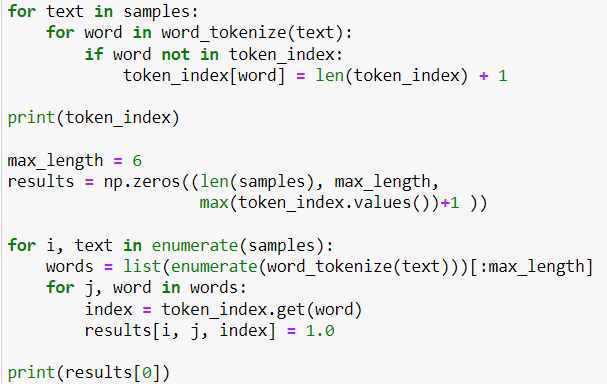 for text in samples:
    for word in word_tokenize(text):
        if word not in token_index:
            token_index[word] = len(token_index) + 1
print(token_index)
max_length = 6
results = np.zeros((len(samples), max_length,
                    max(token_index.values())+1 ))
for i, text in enumerate(samples):
    words = list(enumerate(word_tokenize(text)))[:max_length]
    for j, word in words:
        index = token_index.get(word)
        results[i, j, index] = 1.0
print(results[0])